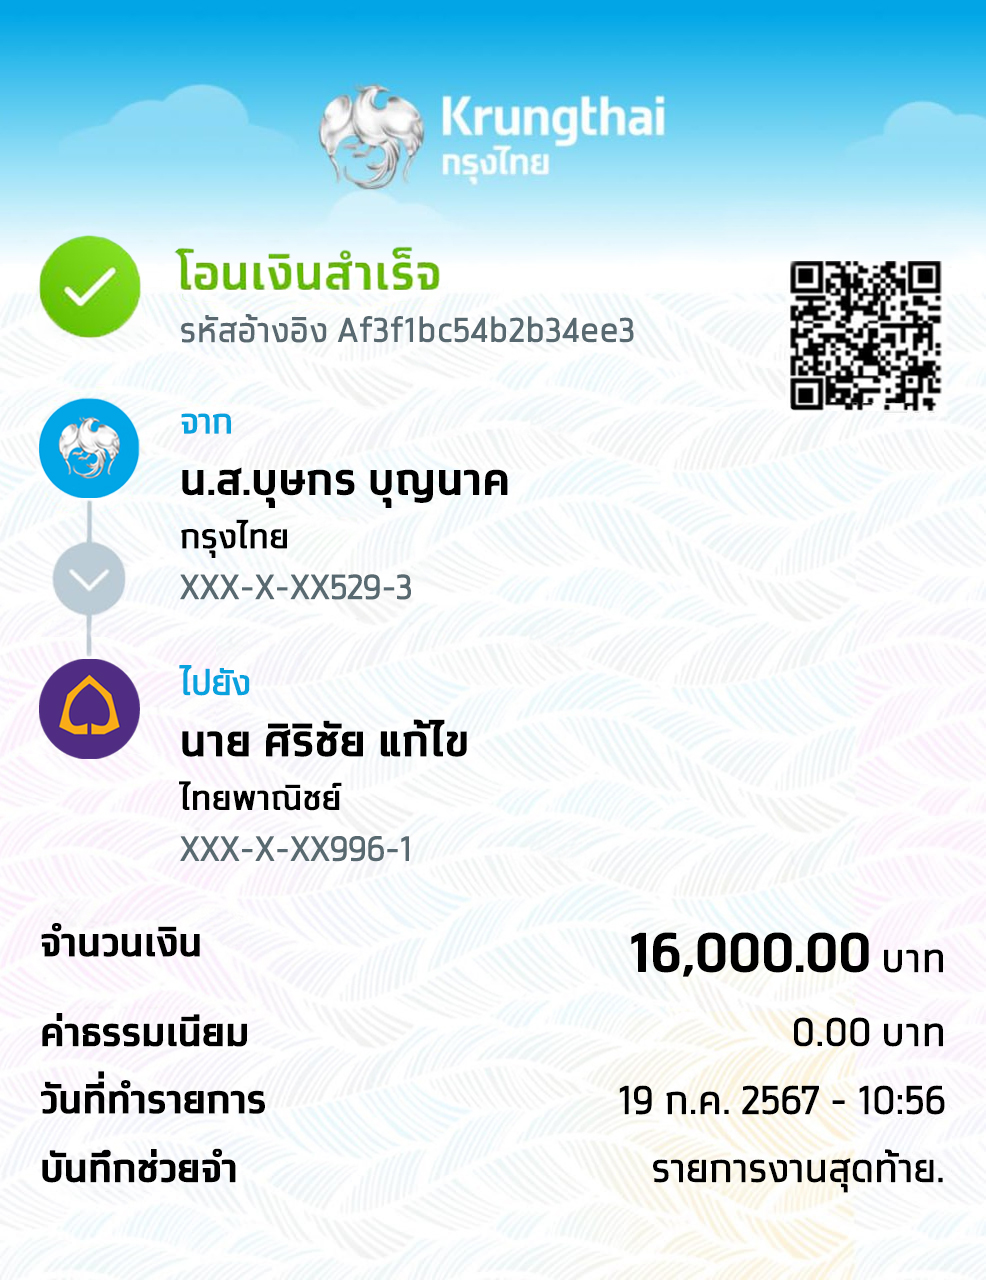 Krungthai
กรุงไทย
โอนเงินสำเร็จ
รหัสอ้างอิง Af3f1bc54b2b34ee3
จาก
น.ส.บุษกร บุญนาค
กรุงไทย
XXX-X-XX529-3
ไปยัง
นาย ศิริชัย แก้ไข
ไทยพาณิชย์
XXX-X-XX996-1
จำนวนเงิน 16,000.00 บาท
ค่าธรรมเนียม 0.00 บาท
วันที่ทำรายการ 19 ก.ค. 2567 - 10:56
บันทึกช่วยจำ รายการงานสุดท้าย.